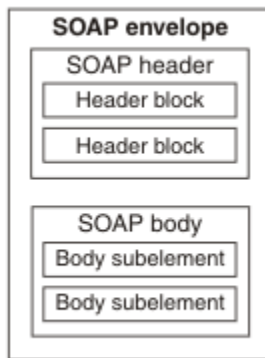 SOAP envelope
SOAP header
Header block
Header block
SOAP body
Body subelement
Body subelement